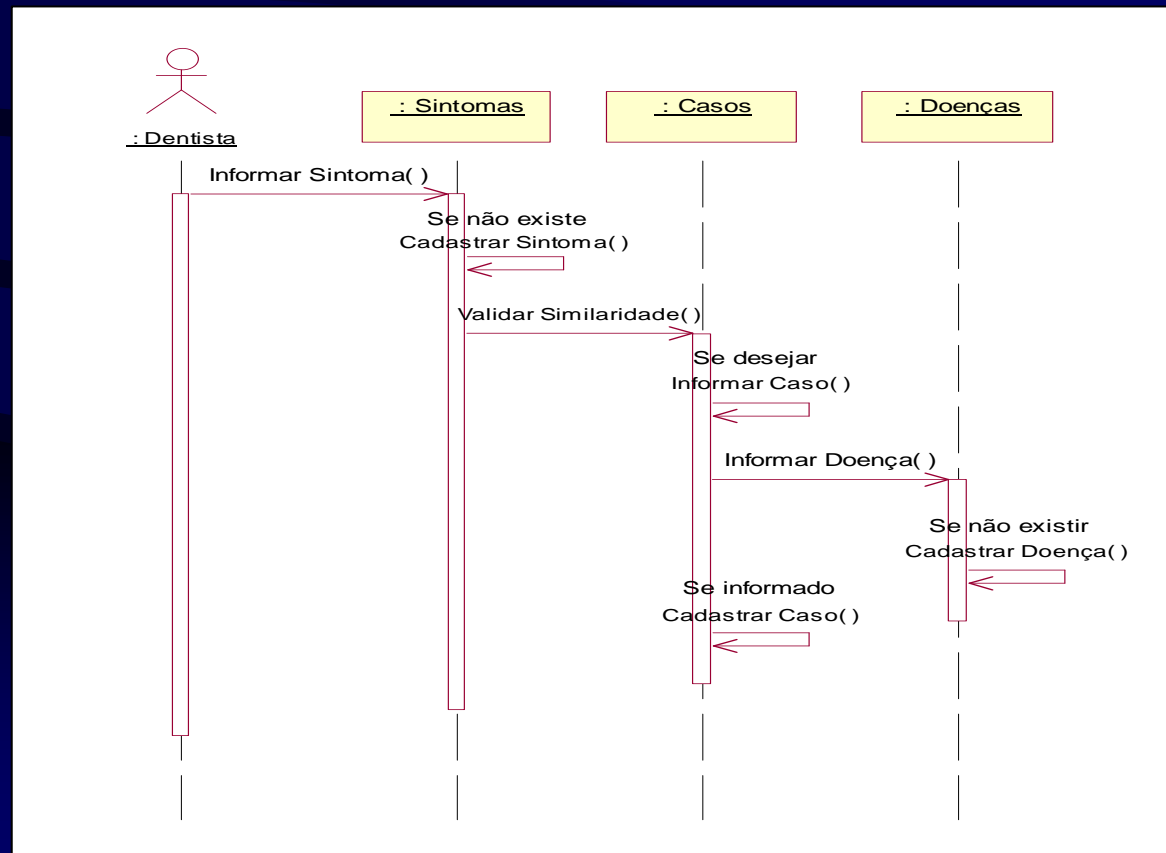 : Dentista
: Sintomas
: Casos
: Doenças
Informar Sintoma( )
Se não existe
Cadastrar Sintoma( )
Validar Similaridade( )
Se desejar
Informar Caso( )
Informar Doença( )
Se não existir
Cadastrar Doença( )
Se informado
Cadastrar Caso( )